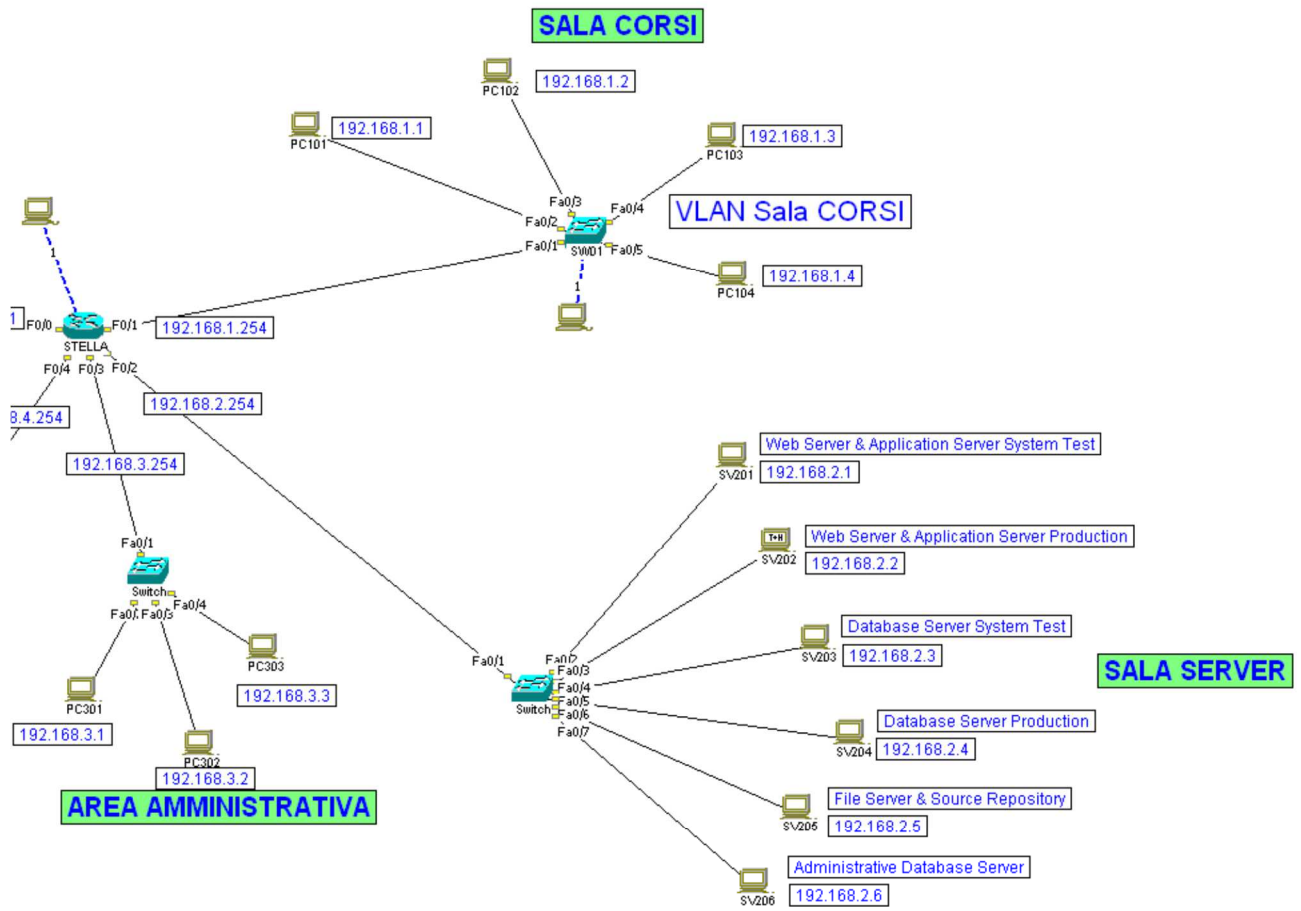 SALA CORSI
PC102
192.168.1.2
PC101
192.168.1.1
PC103
192.168.1.3
Fa0/3
Fa0/4
VLAN Sala CORSI
Fa0/2
Fa0/1
SW01
Fa0/5
PC104
192.168.1.4
1
1
1
F0/0
F0/1
192.168.1.254
STELLA
F0/4
F0/3
F0/2
192.168.2.254
8.4.254
192.168.3.254
Web Server & Application Server System Test
SV201
192.168.2.1
Fa0/1
Switch
Fa0/3
Fa0/4
T+H
Web Server & Application Server Production
SV202
192.168.2.2
PC303
192.168.3.3
PC301
192.168.3.1
PC302
192.168.3.2
AREA AMMINISTRATIVA
Database Server System Test
SV203
192.168.2.3
SALA SERVER
Fa0/1
Fa0/2
Fa0/3
Fa0/4
Fa0/5
Fa0/6
Fa0/7
Switch
Database Server Production
SV204
192.168.2.4
File Server & Source Repository
SV205
192.168.2.5
Administrative Database Server
SV206
192.168.2.6